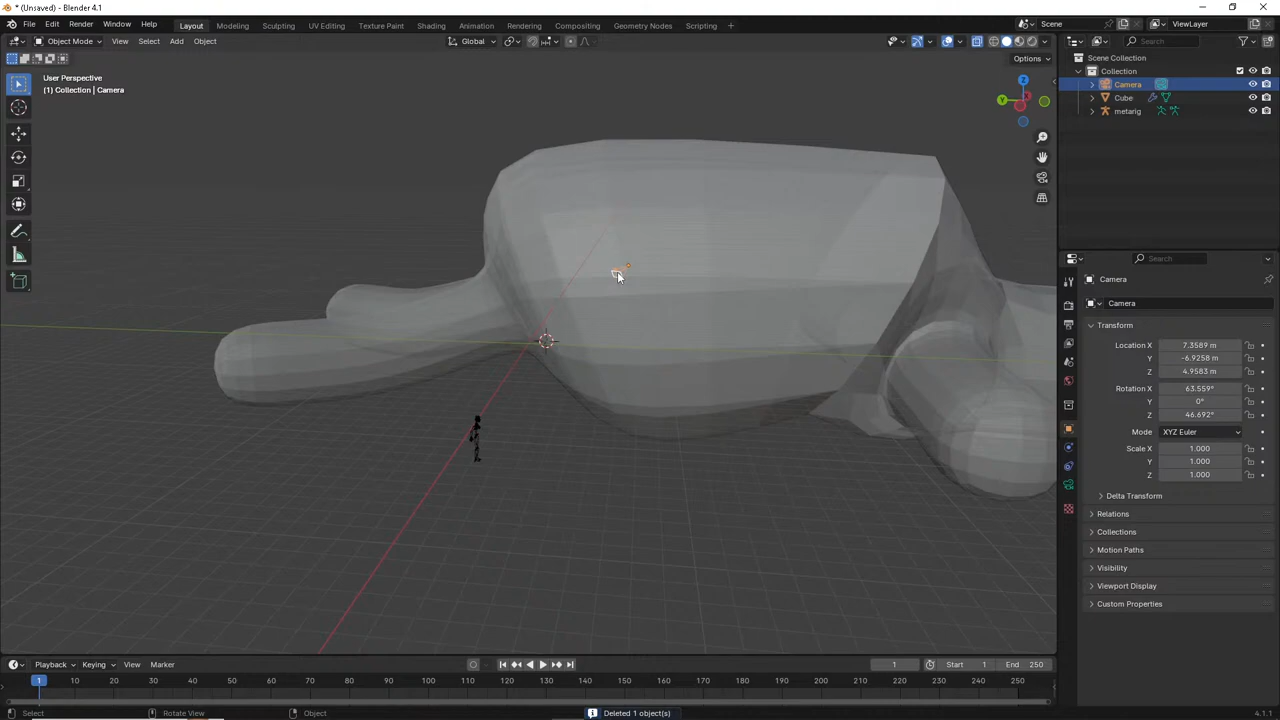 * (Unsaved) - Blender 4.1
File Edit Render Window Help Layout Modeling Sculpting UV Editing Texture Paint Shading Animation Rendering Compositing Geometry Nodes Scripting + Scene ViewLayer
Object Mode View Select Add Object Global Search
Options
User Perspective
(1) Collection | Camera
Z
Y
X
Scene Collection
Collection
Camera
Cube
metarig
Search
Camera
Camera
Transform
Location X 7.3589 m
Y -6.9258 m
Z 4.9583 m
Rotation X 63.559°
Y 0°
Z 46.692°
Mode XYZ Euler
Scale X 1.000
Y 1.000
Z 1.000
Delta Transform
Relations
Collections
Motion Paths
Visibility
Viewport Display
Custom Properties
Playback Keying View Marker 1 Start 1 End 250
1 10 20 30 40 50 60 70 80 90 100 110 120 130 140 150 160 170 180 190 200 210 220 230 240 250
Select Rotate View Object Deleted 1 object(s) 4.1.1